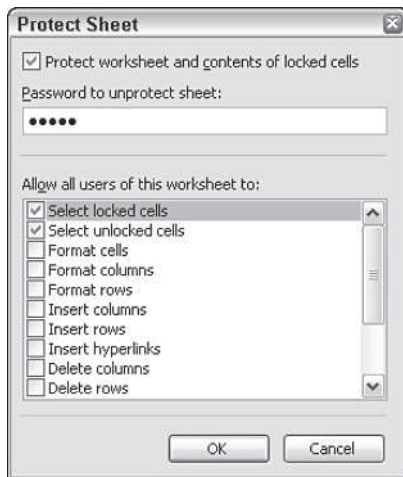 Protect Sheet
Protect worksheet and contents of locked cells
Password to unprotect sheet:
•••••
Allow all users of this worksheet to:
Select locked cells
Select unlocked cells
Format cells
Format columns
Format rows
Insert columns
Insert rows
Insert hyperlinks
Delete columns
Delete rows
OK Cancel